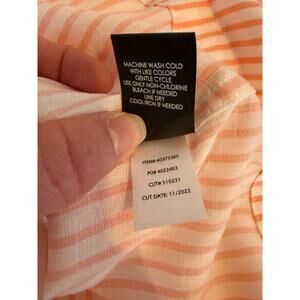 MACHINE WASH COLD
WITH LIKE COLORS
GENTLE CYCLE
USE ONLY NON-CHLORINE
BLEACH IF NEEDED
LINE DRY
COOL IRON IF NEEDED
ITEM# 40375365
PO# 4022463
CUT# 510231
CUT DATE: 11/2022